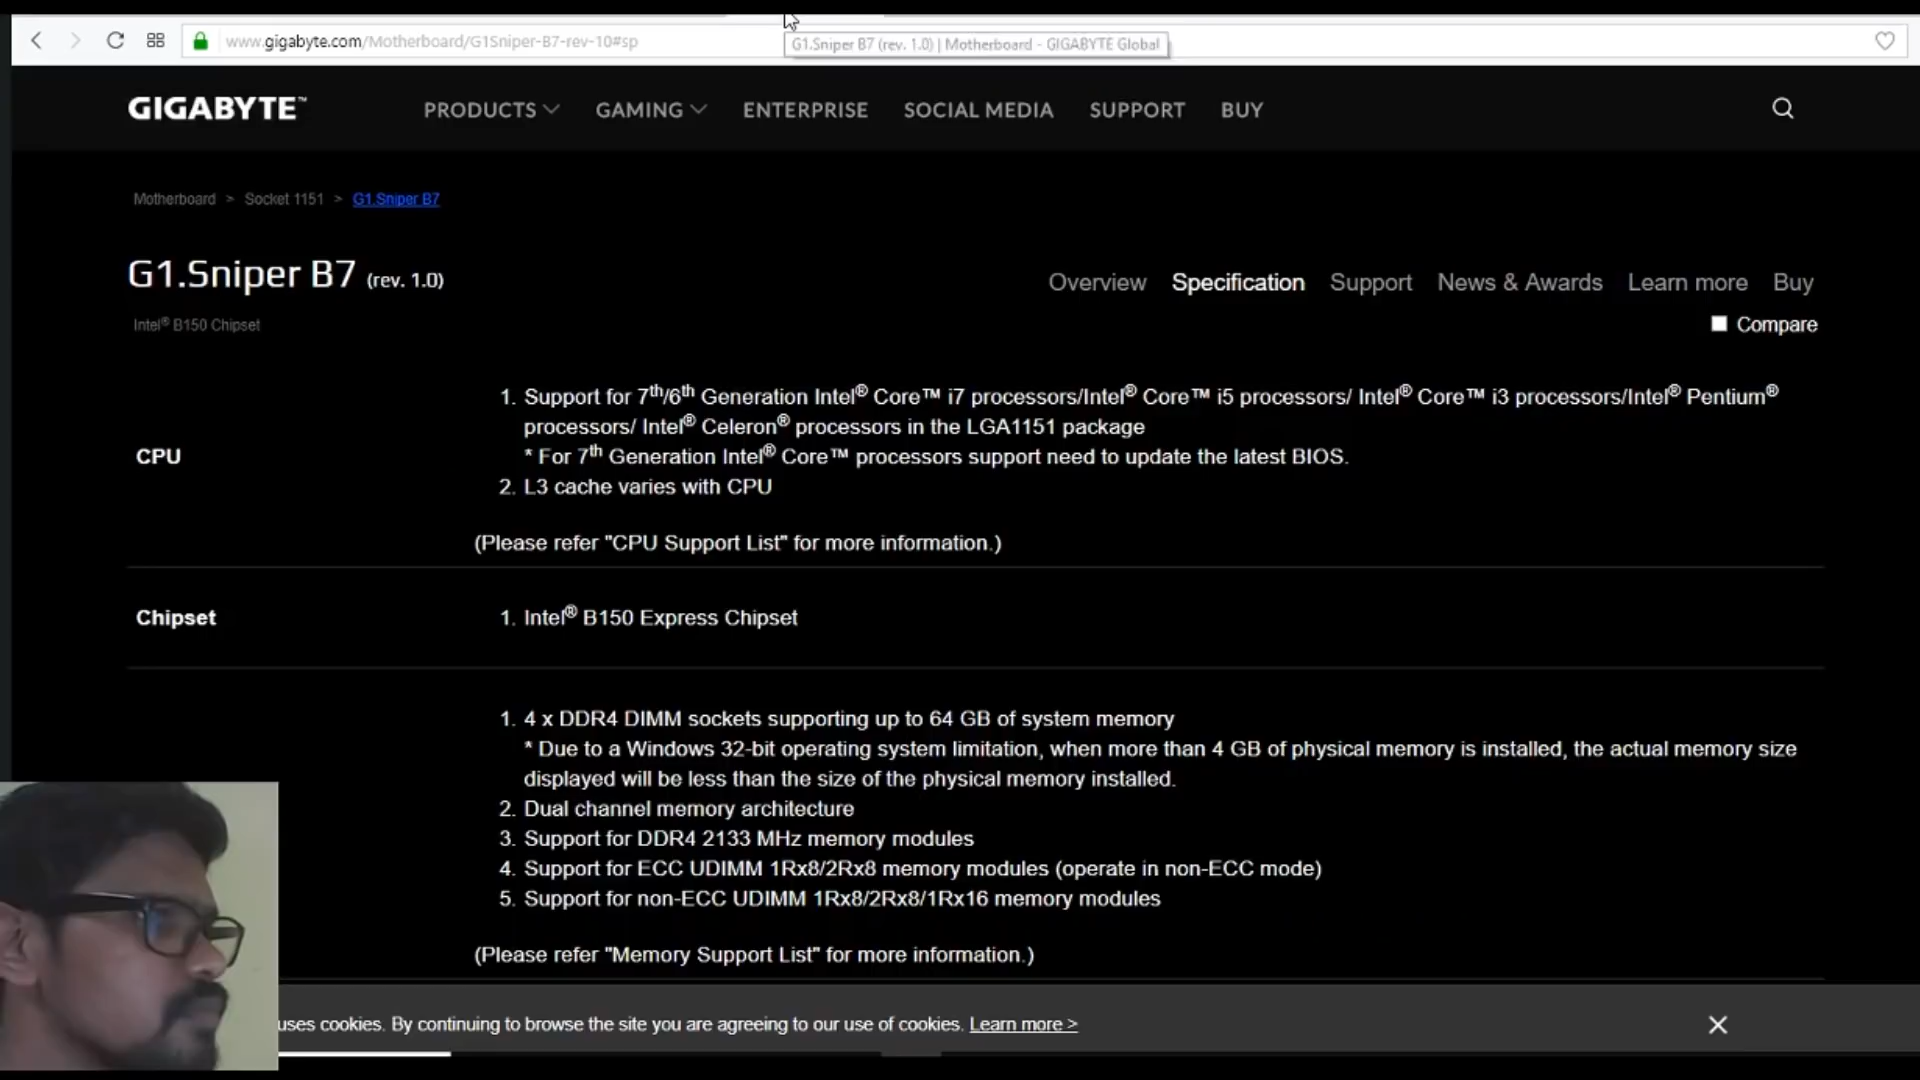 www.gigabyte.com/Motherboard/G1Sniper-B7-rev-10#sp
G1.Sniper B7 (rev. 1.0) | Motherboard - GIGABYTE Global
GIGABYTE™ PRODUCTS GAMING ENTERPRISE SOCIAL MEDIA SUPPORT BUY
Motherboard > Socket 1151 > G1.Sniper B7
G1.Sniper B7 (rev. 1.0)
Overview Specification Support News & Awards Learn more Buy
Intel® B150 Chipset
Compare
CPU
1. Support for 7th/6th Generation Intel® Core™ i7 processors/Intel® Core™ i5 processors/ Intel® Core™ i3 processors/Intel® Pentium®
processors/ Intel® Celeron® processors in the LGA1151 package
* For 7th Generation Intel® Core™ processors support need to update the latest BIOS.
2. L3 cache varies with CPU
(Please refer "CPU Support List" for more information.)
Chipset
1. Intel® B150 Express Chipset
1. 4 x DDR4 DIMM sockets supporting up to 64 GB of system memory
* Due to a Windows 32-bit operating system limitation, when more than 4 GB of physical memory is installed, the actual memory size
displayed will be less than the size of the physical memory installed.
2. Dual channel memory architecture
3. Support for DDR4 2133 MHz memory modules
4. Support for ECC UDIMM 1Rx8/2Rx8 memory modules (operate in non-ECC mode)
5. Support for non-ECC UDIMM 1Rx8/2Rx8/1Rx16 memory modules
(Please refer "Memory Support List" for more information.)
uses cookies. By continuing to browse the site you are agreeing to our use of cookies. Learn more >